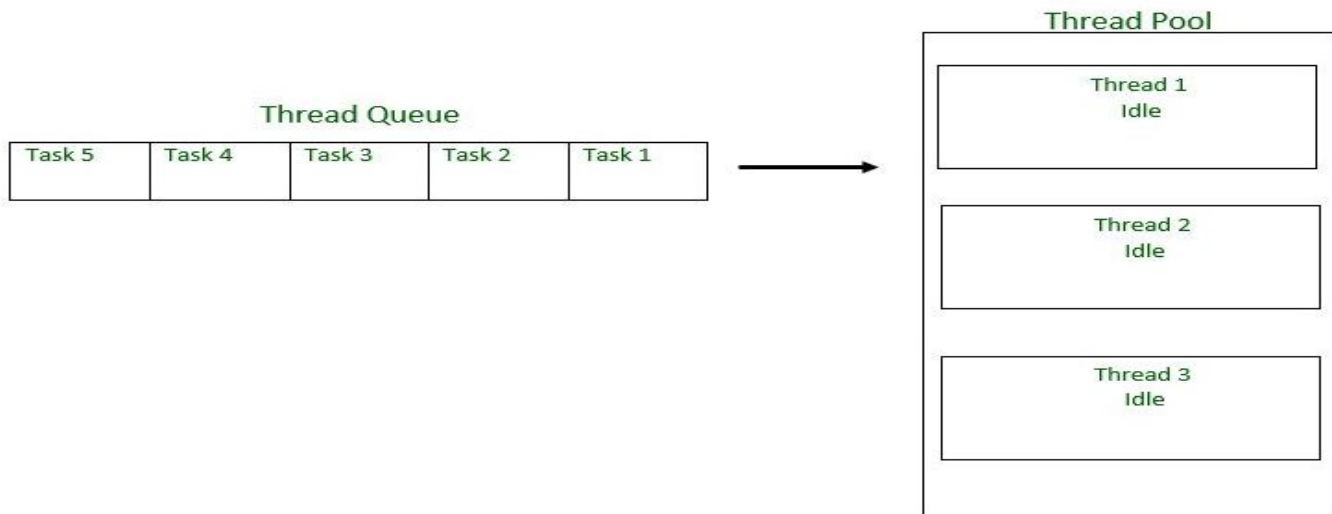 Thread Pool
Thread 1
Idle
Thread Queue
Task 5 Task 4 Task 3 Task 2 Task 1
Thread 2
Idle
Thread 3
Idle